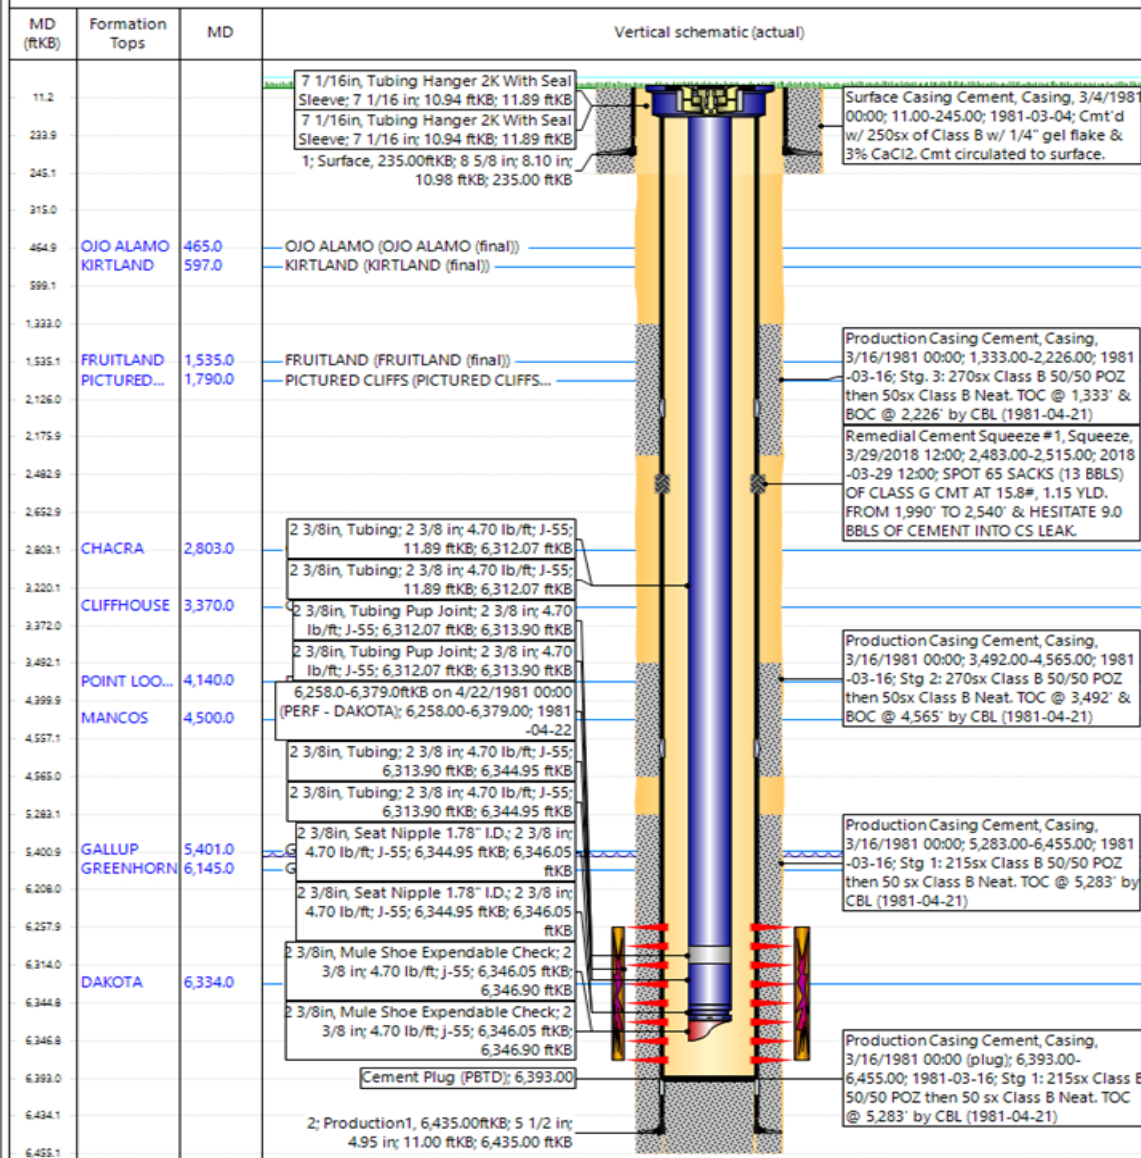 MD
(ftKB)
Formation
Tops
MD
Vertical schematic (actual)
11.2
233.9
245.1
315.0
464.9
599.1
1,333.0
1,535.1
2,126.0
2,175.9
2,482.9
2,652.9
2,803.1
3,220.1
3,372.0
3,492.1
4,399.9
4,557.1
4,565.0
5,283.1
5,400.9
6,208.0
6,257.9
6,314.0
6,344.8
6,346.8
6,393.0
6,434.1
6,455.1
OJO ALAMO 465.0
KIRTLAND 597.0
FRUITLAND 1,535.0
PICTURED... 1,790.0
CHACRA 2,803.0
CLIFFHOUSE 3,370.0
POINT LOO... 4,140.0
MANCOS 4,500.0
GALLUP 5,401.0
GREENHORN 6,145.0
DAKOTA 6,334.0
7 1/16in, Tubing Hanger 2K With Seal
Sleeve; 7 1/16 in; 10.94 ftKB; 11.89 ftKB
7 1/16in, Tubing Hanger 2K With Seal
Sleeve; 7 1/16 in; 10.94 ftKB; 11.89 ftKB
1; Surface, 235.00ftKB; 8 5/8 in; 8.10 in;
10.98 ftKB; 235.00 ftKB
OJO ALAMO (OJO ALAMO (final))
KIRTLAND (KIRTLAND (final))
FRUITLAND (FRUITLAND (final))
PICTURED CLIFFS (PICTURED CLIFFS...
2 3/8in, Tubing; 2 3/8 in; 4.70 lb/ft; J-55;
11.89 ftKB; 6,312.07 ftKB
2 3/8in, Tubing; 2 3/8 in; 4.70 lb/ft; J-55;
11.89 ftKB; 6,312.07 ftKB
2 3/8in, Tubing Pup Joint; 2 3/8 in; 4.70
lb/ft; J-55; 6,312.07 ftKB; 6,313.90 ftKB
2 3/8in, Tubing Pup Joint; 2 3/8 in; 4.70
lb/ft; J-55; 6,312.07 ftKB; 6,313.90 ftKB
6,258.0-6,379.0ftKB on 4/22/1981 00:00
(PERF - DAKOTA); 6,258.00-6,379.00; 1981
-04-22
2 3/8in, Tubing; 2 3/8 in; 4.70 lb/ft; J-55;
6,313.90 ftKB; 6,344.95 ftKB
2 3/8in, Tubing; 2 3/8 in; 4.70 lb/ft; J-55;
6,313.90 ftKB; 6,344.95 ftKB
2 3/8in, Seat Nipple 1.78" I.D.; 2 3/8 in;
4.70 lb/ft; J-55; 6,344.95 ftKB; 6,346.05
ftKB
2 3/8in, Seat Nipple 1.78" I.D.; 2 3/8 in;
4.70 lb/ft; J-55; 6,344.95 ftKB; 6,346.05
ftKB
2 3/8in, Mule Shoe Expendable Check; 2
3/8 in; 4.70 lb/ft; j-55; 6,346.05 ftKB;
6,346.90 ftKB
2 3/8in, Mule Shoe Expendable Check; 2
3/8 in; 4.70 lb/ft; j-55; 6,346.05 ftKB;
6,346.90 ftKB
Cement Plug (PBTD); 6,393.00
2; Production1, 6,435.00ftKB; 5 1/2 in;
4.95 in; 11.00 ftKB; 6,435.00 ftKB
Surface Casing Cement, Casing, 3/4/1981
00:00; 11.00-245.00; 1981-03-04; Cmt'd
w/ 250sx of Class B w/ 1/4" gel flake &
3% CaCl2. Cmt circulated to surface.
Production Casing Cement, Casing,
3/16/1981 00:00; 1,333.00-2,226.00; 1981
-03-16; Stg. 3: 270sx Class B 50/50 POZ
then 50sx Class B Neat. TOC @ 1,333' &
BOC @ 2,226' by CBL (1981-04-21)
Remedial Cement Squeeze #1, Squeeze,
3/29/2018 12:00; 2,483.00-2,515.00; 2018
-03-29 12:00; SPOT 65 SACKS (13 BBLS)
OF CLASS G CMT AT 15.8#, 1.15 YLD.
FROM 1,990' TO 2,540' & HESITATE 9.0
BBLS OF CEMENT INTO CS LEAK.
Production Casing Cement, Casing,
3/16/1981 00:00; 3,492.00-4,565.00; 1981
-03-16; Stg 2: 270sx Class B 50/50 POZ
then 50sx Class B Neat. TOC @ 3,492' &
BOC @ 4,565' by CBL (1981-04-21)
Production Casing Cement, Casing,
3/16/1981 00:00; 5,283.00-6,455.00; 1981
-03-16; Stg 1: 215sx Class B 50/50 POZ
then 50 sx Class B Neat. TOC @ 5,283' by
CBL (1981-04-21)
Production Casing Cement, Casing,
3/16/1981 00:00 (plug); 6,393.00-
6,455.00; 1981-03-16; Stg 1: 215sx Class B
50/50 POZ then 50 sx Class B Neat. TOC
@ 5,283' by CBL (1981-04-21)